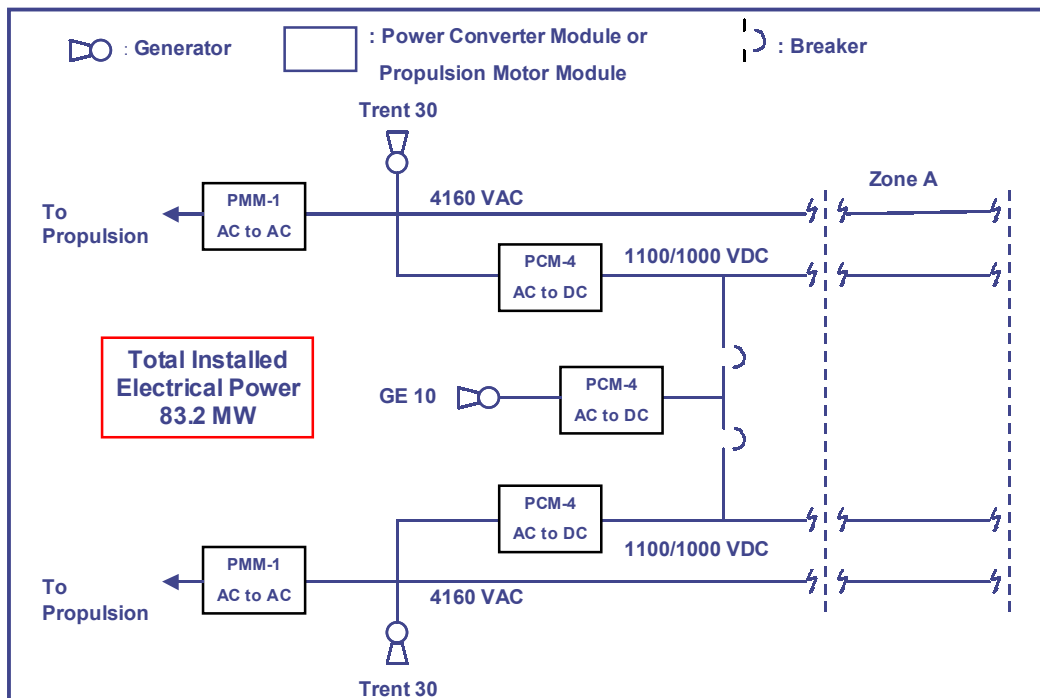 : Generator
: Power Converter Module or
Propulsion Motor Module
: Breaker
Trent 30
Zone A
PMM-1
AC to AC
4160 VAC
To
Propulsion
PCM-4
AC to DC
1100/1000 VDC
Total Installed
Electrical Power
83.2 MW
GE 10
PCM-4
AC to DC
PCM-4
AC to DC
1100/1000 VDC
PMM-1
AC to AC
To
Propulsion
4160 VAC
Trent 30